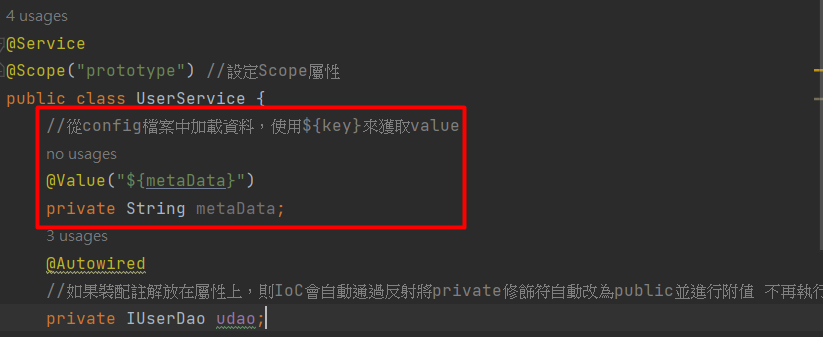 4 usages
@Service
@Scope("prototype") //設定Scope屬性
public class UserService {
//從config檔案中加載資料，使用${key}來獲取value
no usages
@Value("${metaData}")
private String metaData;
3 usages
@Autowired
//如果裝配註解放在屬性上，則IoC會自動通過反射將private修飾符自動改為public並進行附值 不再執行
private IUserDao udao;